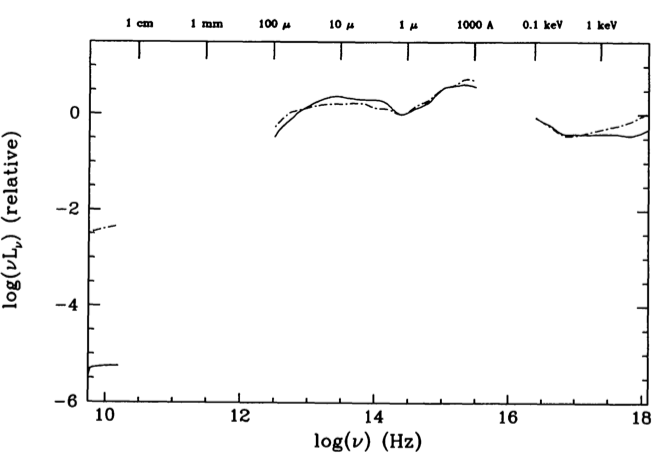 1 cm 1 mm 100 μ 10 μ 1 μ 1000 A 0.1 keV 1 keV
0
−2
−4
−6
log(νLν) (relative)
10 12 14 16 18
log(ν) (Hz)